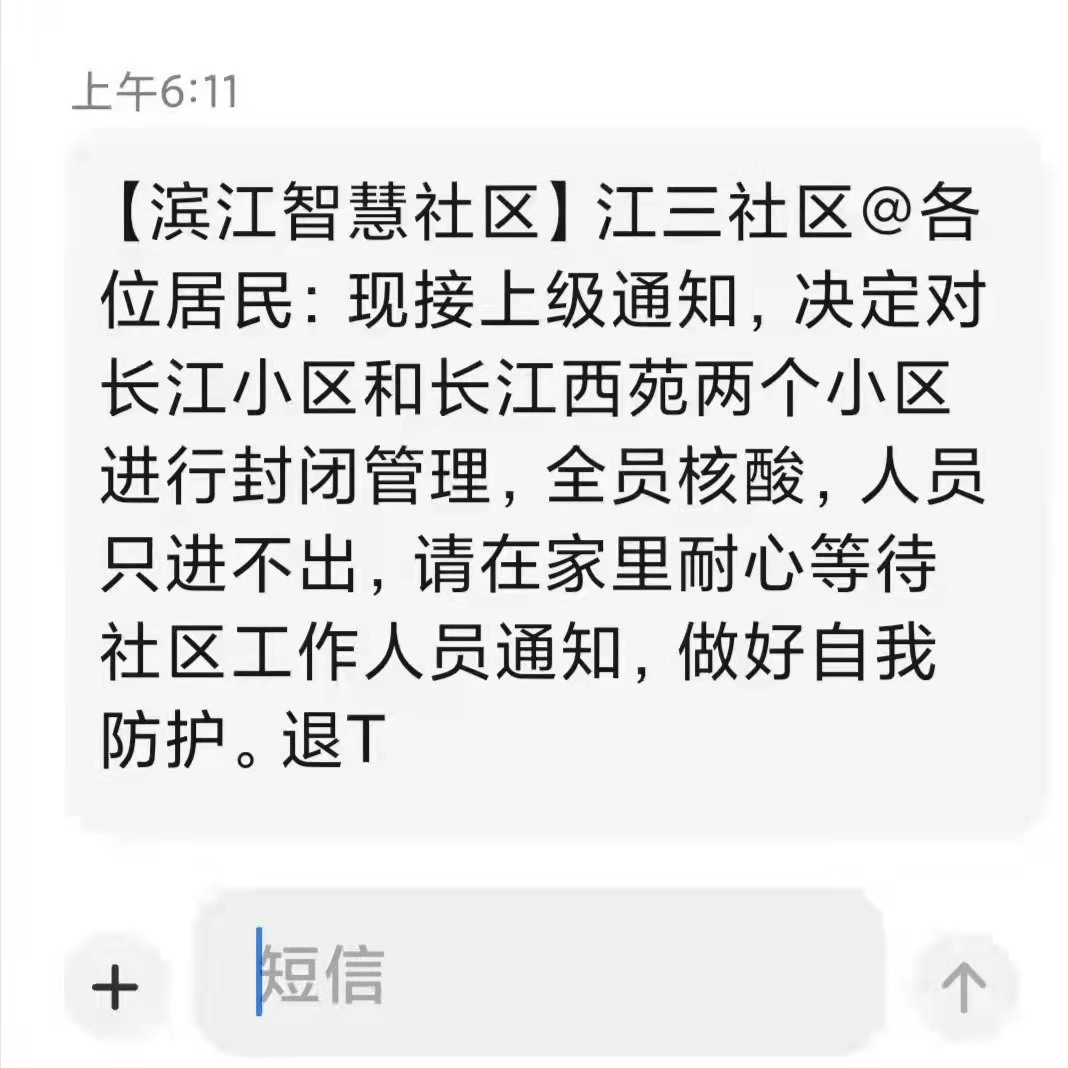 上午6:11
【滨江智慧社区】江三社区@各
位居民：现接上级通知，决定对
长江小区和长江西苑两个小区
进行封闭管理，全员核酸，人员
只进不出，请在家里耐心等待
社区工作人员通知，做好自我
防护。退T
短信